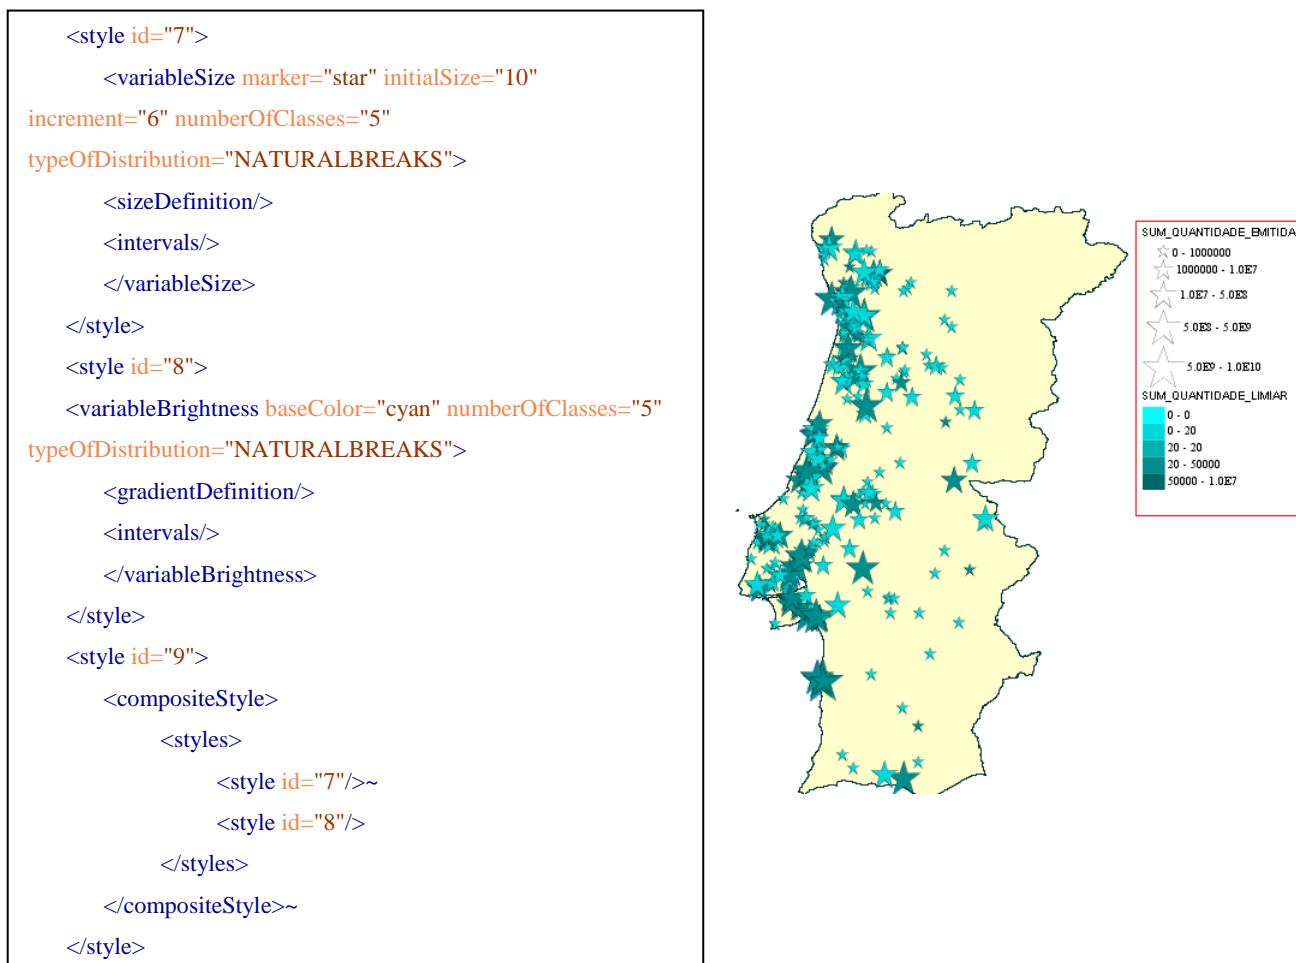 <style id="7">
<variableSize marker="star" initialSize="10"
increment="6" numberOfClasses="5"
typeOfDistribution="NATURALBREAKS">
<sizeDefinition/>
<intervals/>
</variableSize>
</style>
<style id="8">
<variableBrightness baseColor="cyan" numberOfClasses="5"
typeOfDistribution="NATURALBREAKS">
<gradientDefinition/>
<intervals/>
</variableBrightness>
</style>
<style id="9">
<compositeStyle>
<styles>
<style id="7"/>~
<style id="8"/>
</styles>
</compositeStyle>~
</style>
SUM_QUANTIDADE_EMITIDA
0 - 1000000
1000000 - 1.0E7
1.0E7 - 5.0E8
5.0E8 - 5.0E9
5.0E9 - 1.0E10
SUM_QUANTIDADE_LIMIAR
0 - 0
0 - 20
20 - 20
20 - 50000
50000 - 1.0E7